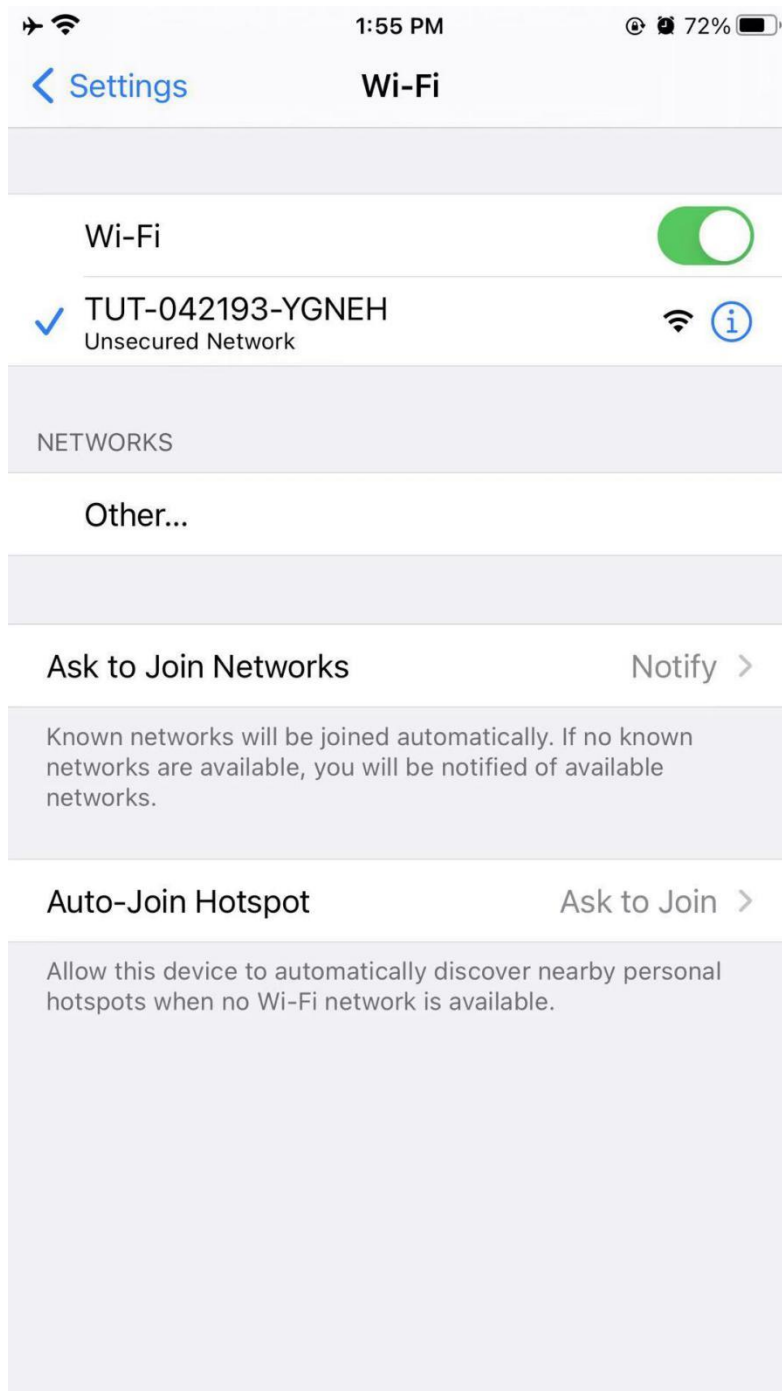 1:55 PM 72%
Settings Wi-Fi
Wi-Fi
TUT-042193-YGNEH
Unsecured Network
NETWORKS
Other...
Ask to Join Networks Notify
Known networks will be joined automatically. If no known
networks are available, you will be notified of available
networks.
Auto-Join Hotspot Ask to Join
Allow this device to automatically discover nearby personal
hotspots when no Wi-Fi network is available.